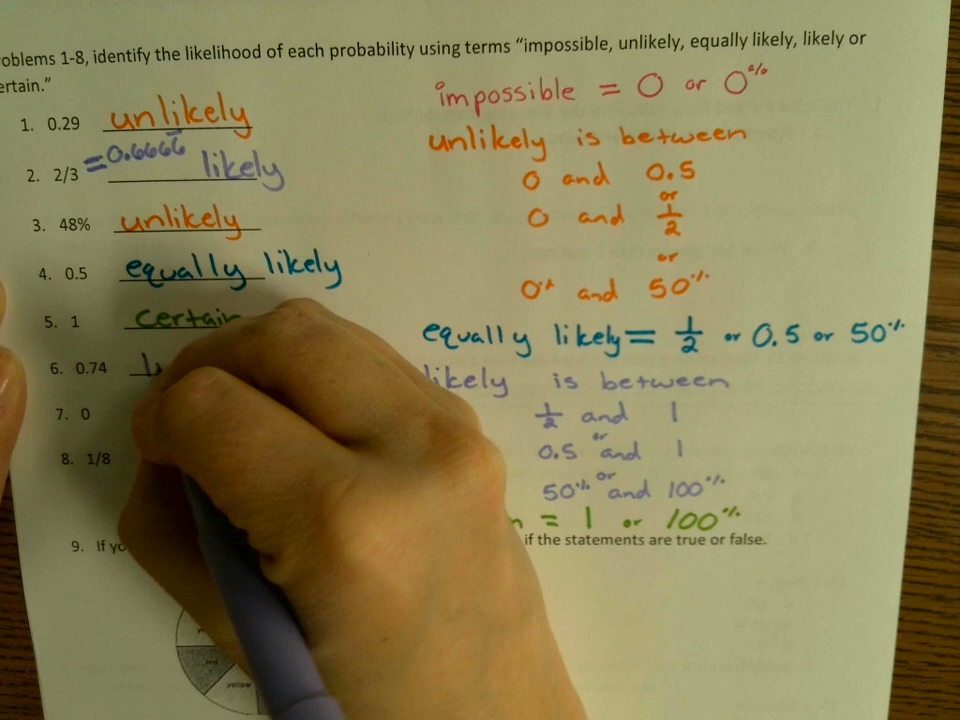 oblems 1-8, identify the likelihood of each probability using terms "impossible, unlikely, equally likely, likely or
ertain."
impossible = 0 or 0%
1. 0.29 unlikely
unlikely is between
2. 2/3 = 0.6666 likely
0 and 0.5
or
0 and 1/2
3. 48% unlikely
or
4. 0.5 equally likely
0% and 50%
5. 1 certain
equally likely = 1/2 or 0.5 or 50%
6. 0.74
likely is between
7. 0
1/2 and 1
or
8. 1/8
0.5 and 1
or
50% and 100%
= 1 or 100%
9. If yo if the statements are true or false.
red
yellow